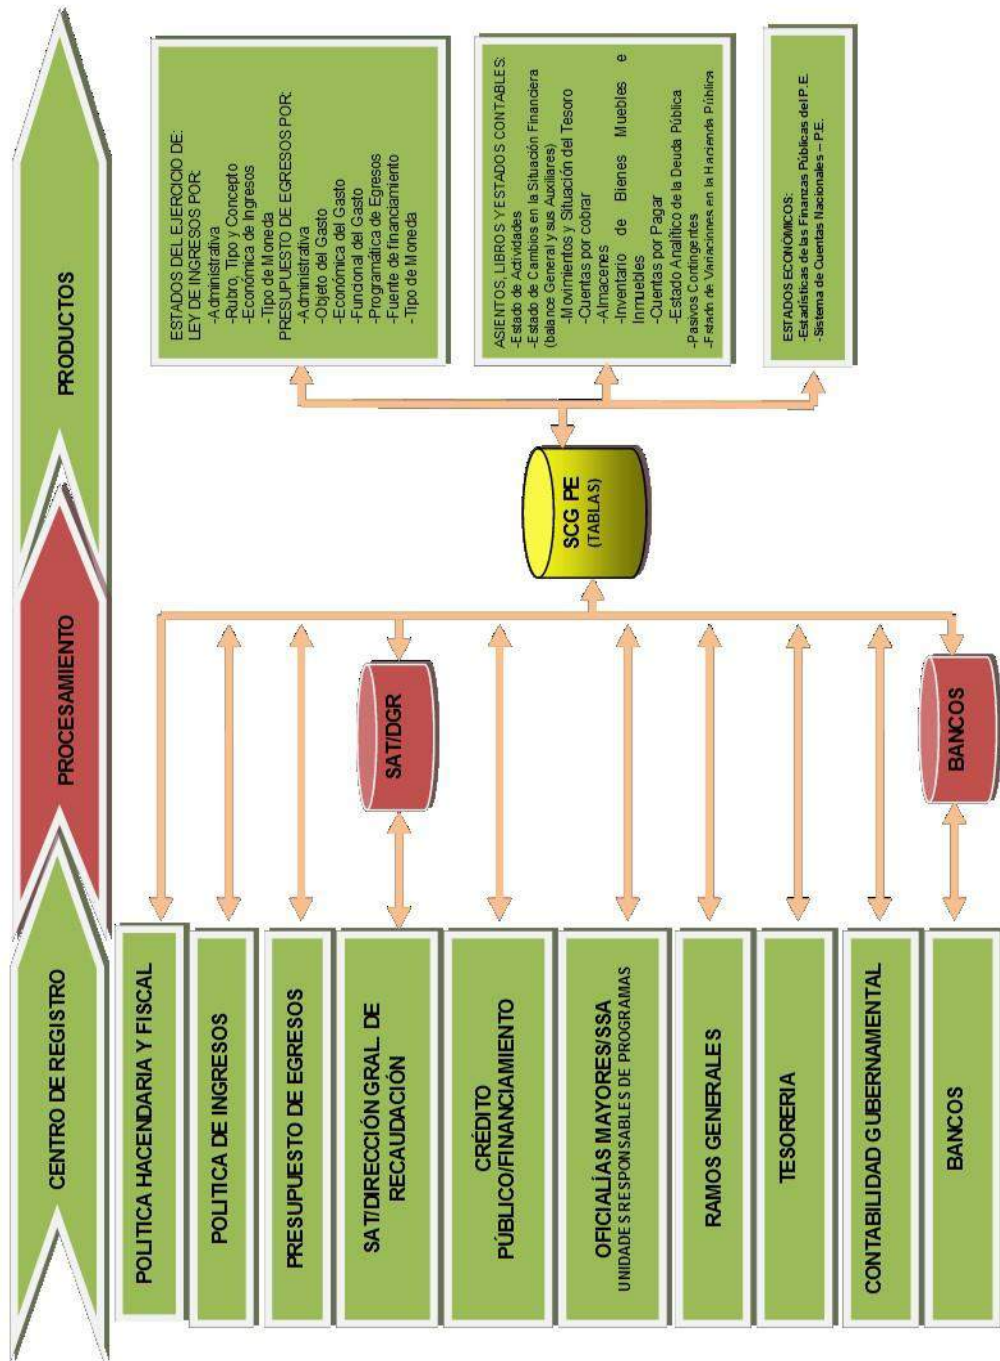 CENTRO DE REGISTRO
PROCESAMIENTO
PRODUCTOS
POLITICA HACENDARIA Y FISCAL
POLITICA DE INGRESOS
PRESUPUESTO DE EGRESOS
SAT/DIRECCIÓN GRAL. DE
RECAUDACIÓN
CRÉDITO
PÚBLICO/FINANCIAMIENTO
OFICIALÍAS MAYORES/SSA
UNIDADES RESPONSABLES DE PROGRAMAS
RAMOS GENERALES
TESORERIA
CONTABILIDAD GUBERNAMENTAL
BANCOS
SAT/DGR
BANCOS
SCG PE
(TABLAS)
ESTADOS DEL EJERCICIO DE:
LEY DE INGRESOS POR:
-Administrativa
-Rubro, Tipo y Concepto
-Económica de Ingresos
-Tipo de Moneda
PRESUPUESTO DE EGRESOS POR:
-Administrativa
-Objeto del Gasto
-Económica del Gasto
-Funcional del Gasto
-Programática de Egresos
-Fuente de financiamiento
-Tipo de Moneda
ASIENTOS, LIBROS Y ESTADOS CONTABLES:
-Estado de Actividades
-Estado de Cambios en la Situación Financiera
(balance General y sus Auxiliares)
-Movimientos y Situación del Tesoro
-Cuentas por cobrar
-Almacenes
-Inventario de Bienes Muebles e
Inmuebles
-Cuentas por Pagar
-Estado Analítico de la Deuda Pública
-Pasivos Contingentes
-Estado de Variaciones en la Hacienda Pública
ESTADOS ECONÓMICOS:
-Estadísticas de las Finanzas Públicas del P.E.
-Sistema de Cuentas Nacionales – P.E.